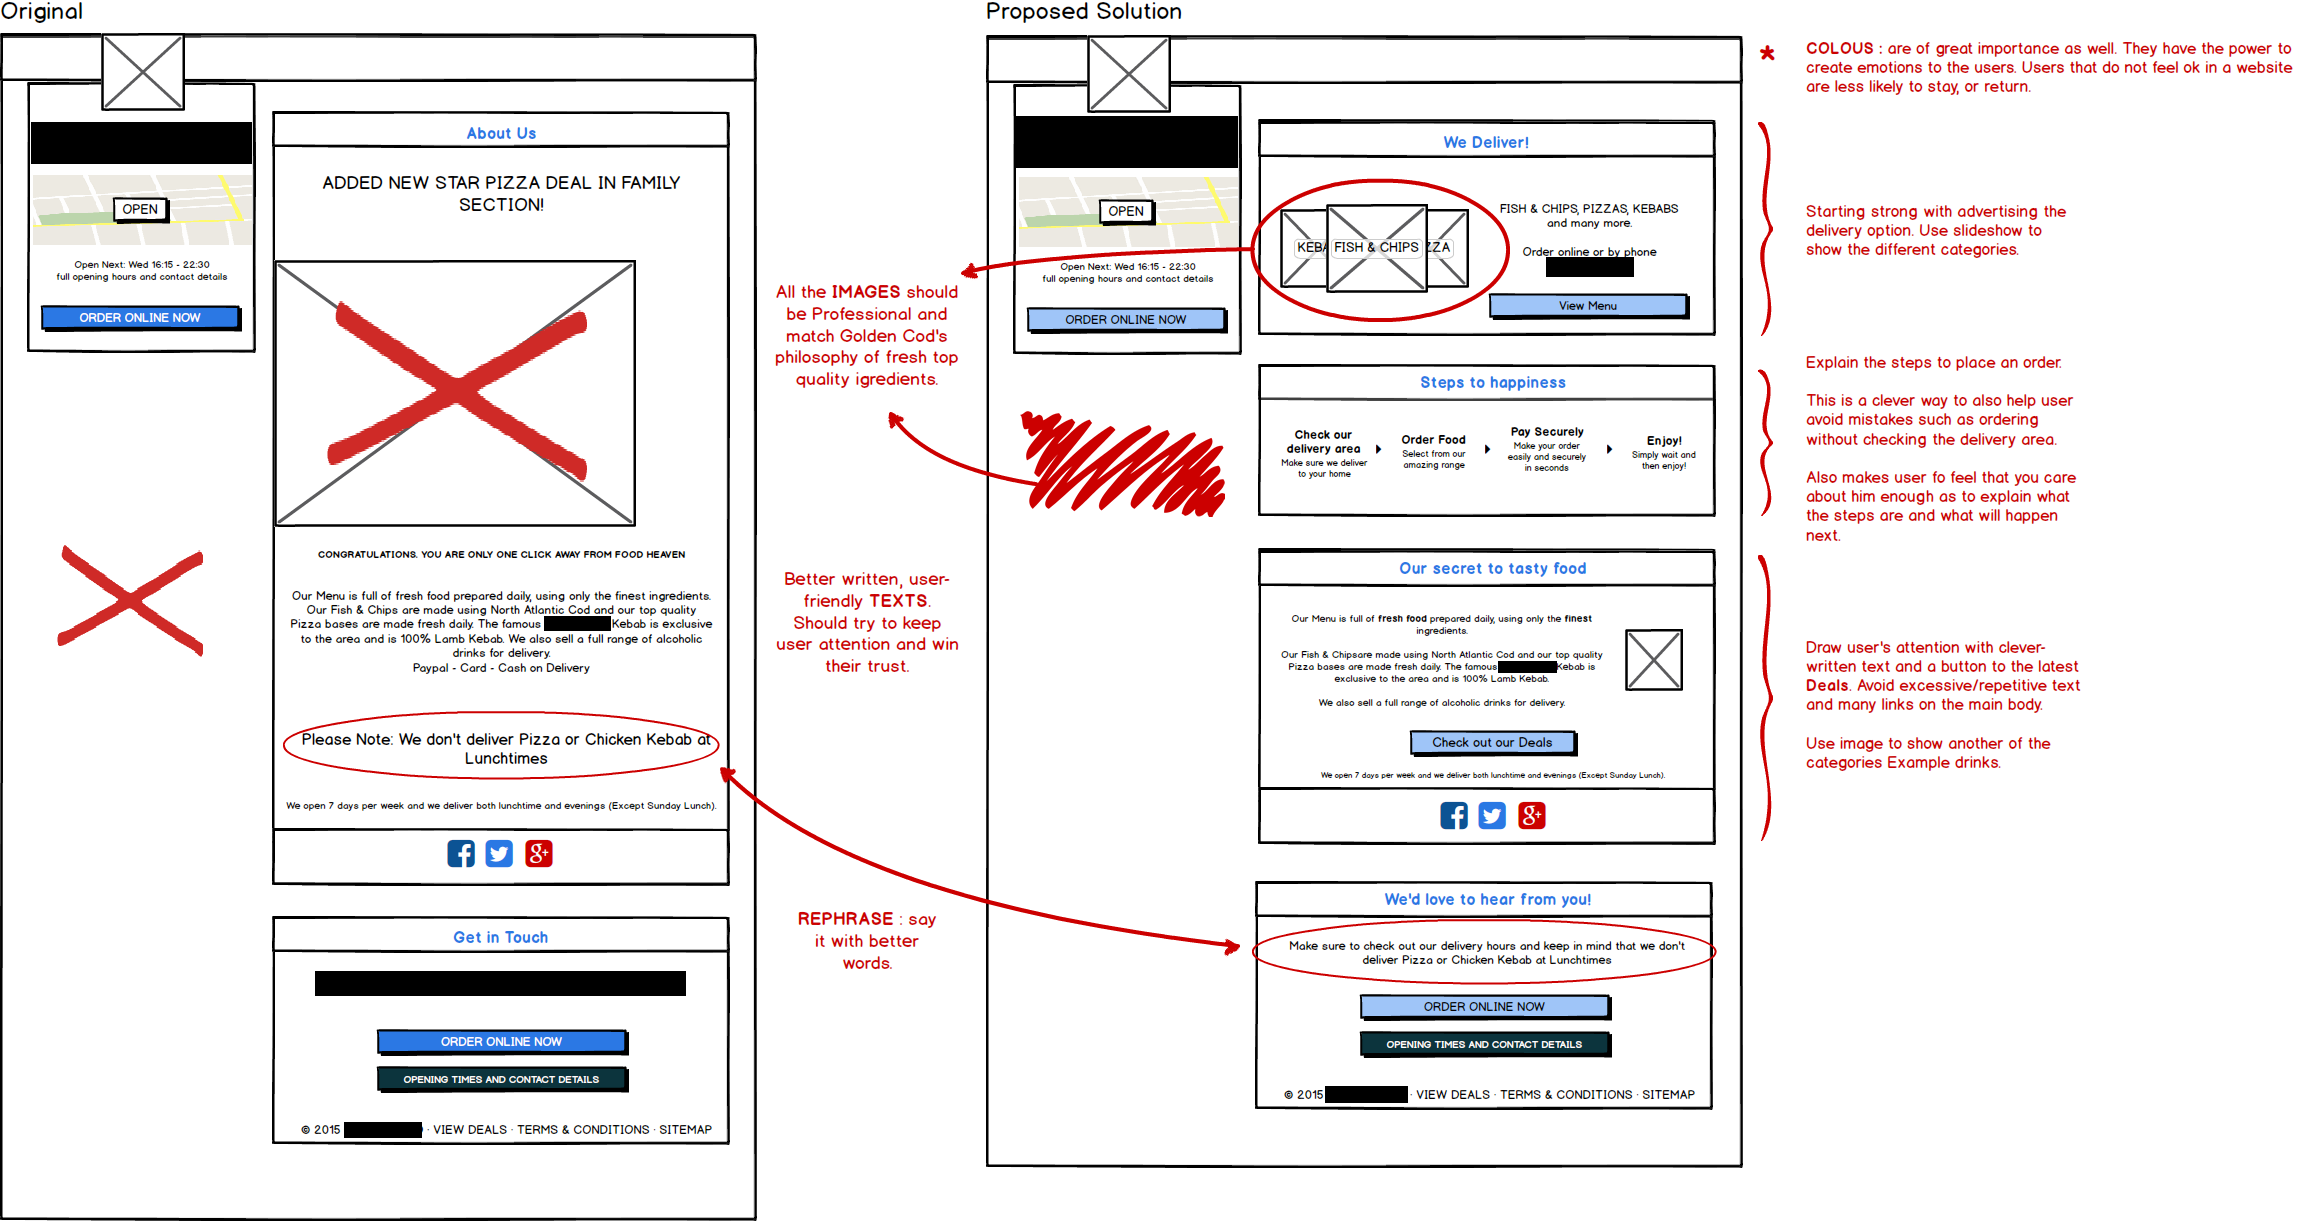 Original
About Us
ADDED NEW STAR PIZZA DEAL IN FAMILY
SECTION!
OPEN
Open Next: Wed 16:15 - 22:30
full opening hours and contact details
ORDER ONLINE NOW
CONGRATULATIONS. YOU ARE ONLY ONE CLICK AWAY FROM FOOD HEAVEN
Our Menu is full of fresh food prepared daily, using only the finest ingredients.
Our Fish & Chips are made using North Atlantic Cod and our top quality
Pizza bases are made fresh daily. The famous Kebab is exclusive
to the area and is 100% Lamb Kebab. We also sell a full range of alcoholic
drinks for delivery.
Paypal - Card - Cash on Delivery
Please Note: We don't deliver Pizza or Chicken Kebab at
Lunchtimes
We open 7 days per week and we deliver both lunchtime and evenings (Except Sunday Lunch).
Get in Touch
ORDER ONLINE NOW
OPENING TIMES AND CONTACT DETAILS
© 2015 · VIEW DEALS · TERMS & CONDITIONS · SITEMAP
All the IMAGES should
be Professional and
match Golden Cod's
philosophy of fresh top
quality igredients.
Better written, user-
friendly TEXTS.
Should try to keep
user attention and win
their trust.
REPHRASE : say
it with better
words.
Proposed Solution
OPEN
Open Next: Wed 16:15 - 22:30
full opening hours and contact details
ORDER ONLINE NOW
We Deliver!
KEBA FISH & CHIPS ZZA
FISH & CHIPS, PIZZAS, KEBABS
and many more.
Order online or by phone
View Menu
Steps to happiness
Check our
delivery area
Make sure we deliver
to your home
Order Food
Select from our
amazing range
Pay Securely
Make your order
easily and securely
in seconds
Enjoy!
Simply wait and
then enjoy!
Our secret to tasty food
Our Menu is full of fresh food prepared daily, using only the finest
ingredients.
Our Fish & Chipsare made using North Atlantic Cod and our top quality
Pizza bases are made fresh daily. The famous Kebab is
exclusive to the area and is 100% Lamb Kebab.
We also sell a full range of alcoholic drinks for delivery.
Check out our Deals
We open 7 days per week and we deliver both lunchtime and evenings (Except Sunday Lunch).
We'd love to hear from you!
Make sure to check out our delivery hours and keep in mind that we don't
deliver Pizza or Chicken Kebab at Lunchtimes
ORDER ONLINE NOW
OPENING TIMES AND CONTACT DETAILS
© 2015 · VIEW DEALS · TERMS & CONDITIONS · SITEMAP
* COLOUS : are of great importance as well. They have the power to
create emotions to the users. Users that do not feel ok in a website
are less likely to stay, or return.
Starting strong with advertising the
delivery option. Use slideshow to
show the different categories.
Explain the steps to place an order.
This is a clever way to also help user
avoid mistakes such as ordering
without checking the delivery area.
Also makes user fo feel that you care
about him enough as to explain what
the steps are and what will happen
next.
Draw user's attention with clever-
written text and a button to the latest
Deals. Avoid excessive/repetitive text
and many links on the main body.
Use image to show another of the
categories Example drinks.